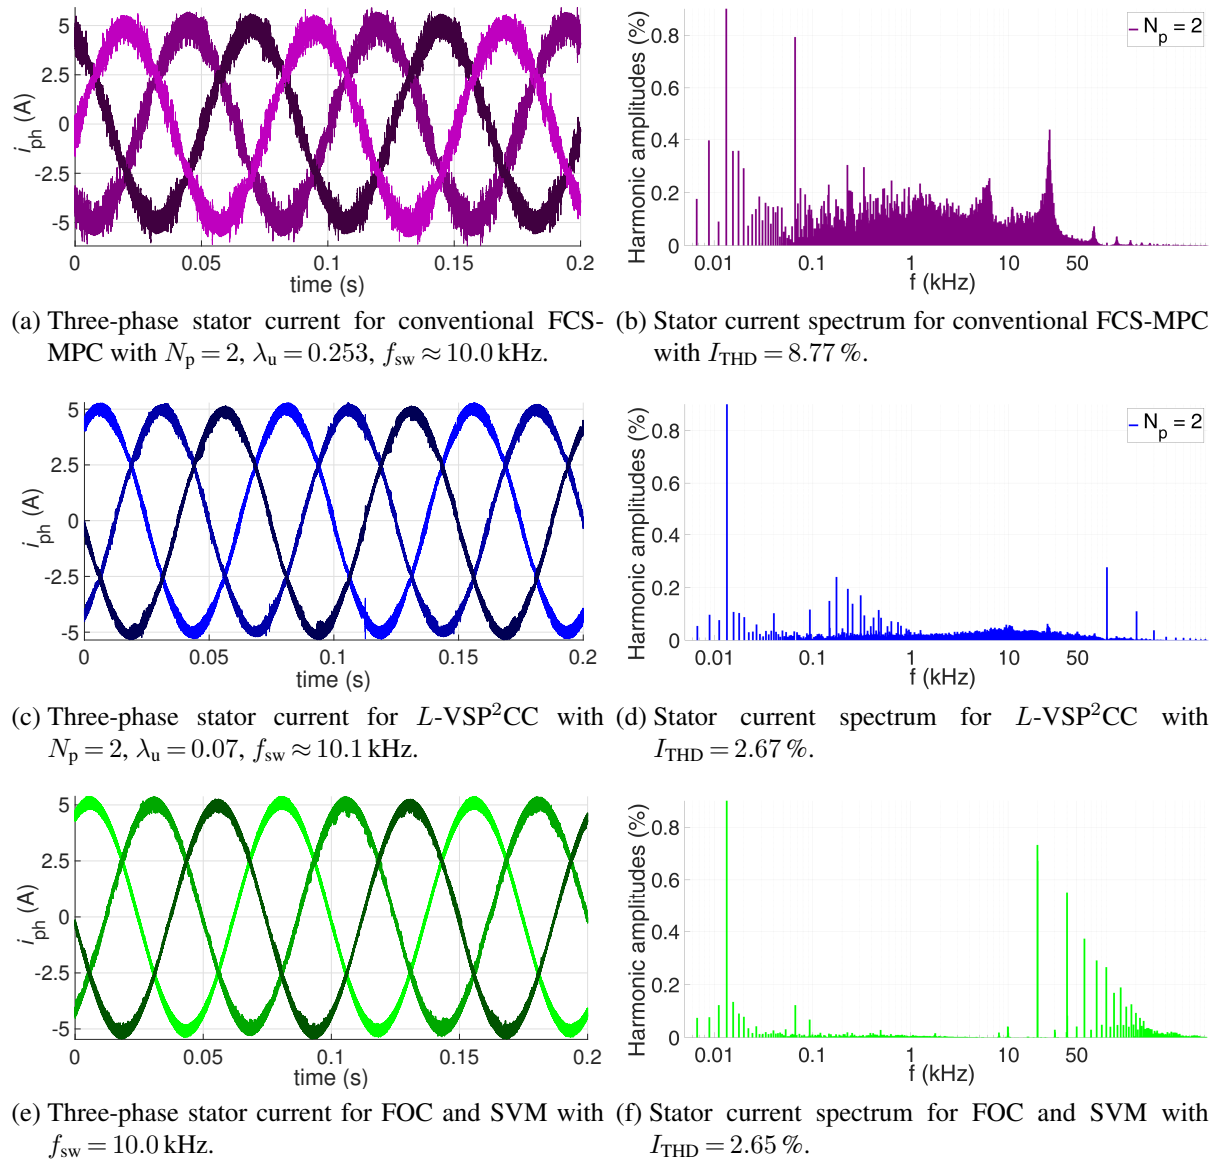 5
2.5
0
-2.5
-5
i_ph (A)
0 0.05 0.1 0.15 0.2
time (s)
0.8
0.6
0.4
0.2
0
Harmonic amplitudes (%)
N_p = 2
0.01 0.1 1 10 50
f (kHz)
(a) Three-phase stator current for conventional FCS-
MPC with N_p = 2, λ_u = 0.253, f_sw ≈ 10.0 kHz.
(b) Stator current spectrum for conventional FCS-MPC
with I_THD = 8.77 %.
5
2.5
0
-2.5
-5
i_ph (A)
0 0.05 0.1 0.15 0.2
time (s)
0.8
0.6
0.4
0.2
0
Harmonic amplitudes (%)
N_p = 2
0.01 0.1 1 10 50
f (kHz)
(c) Three-phase stator current for L-VSP²CC with
N_p = 2, λ_u = 0.07, f_sw ≈ 10.1 kHz.
(d) Stator current spectrum for L-VSP²CC with
I_THD = 2.67 %.
5
2.5
0
-2.5
-5
i_ph (A)
0 0.05 0.1 0.15 0.2
time (s)
0.8
0.6
0.4
0.2
0
Harmonic amplitudes (%)
0.01 0.1 1 10 50
f (kHz)
(e) Three-phase stator current for FOC and SVM with
f_sw = 10.0 kHz.
(f) Stator current spectrum for FOC and SVM with
I_THD = 2.65 %.